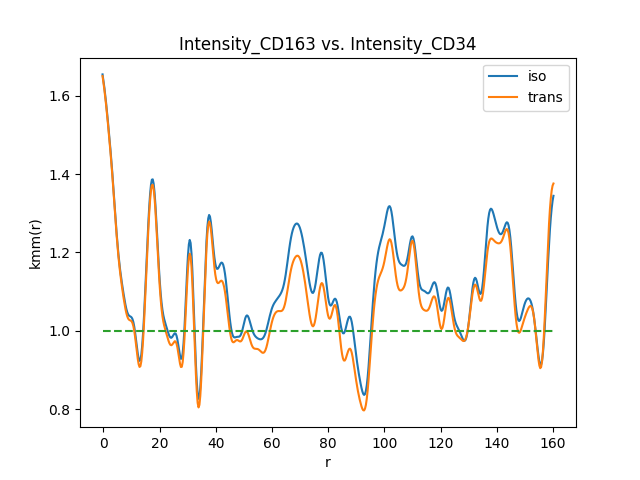 Intensity_CD163 vs. Intensity_CD34
iso
trans
kmm(r)
1.6
1.4
1.2
1.0
0.8
0 20 40 60 80 100 120 140 160
r